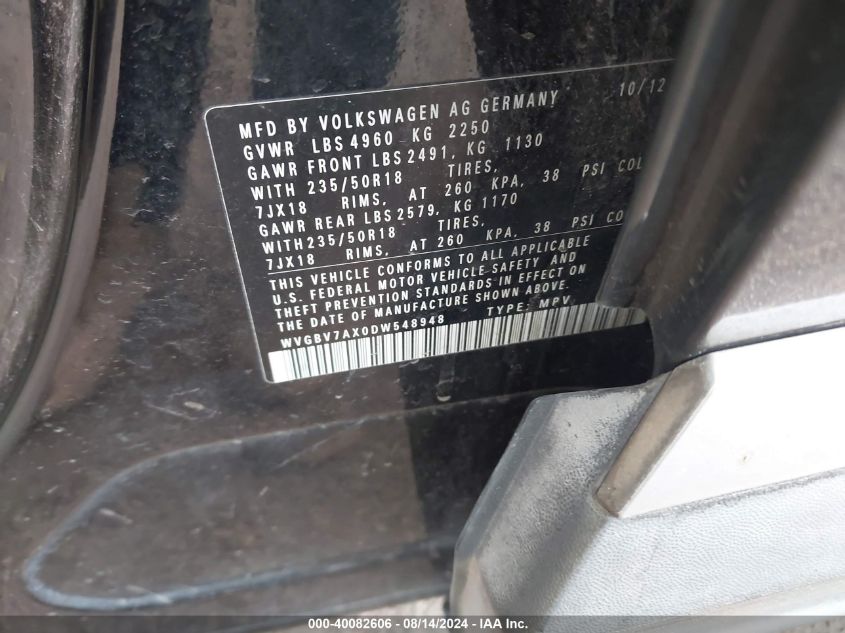 MFD BY VOLKSWAGEN AG GERMANY 10/12
GVWR LBS 4960 KG 2250
GAWR FRONT LBS 2491, KG 1130
WITH 235/50R18 TIRES,
7JX18 RIMS, AT 260 KPA, 38 PSI COL
GAWR REAR LBS 2579, KG 1170
WITH 235/50R18 TIRES,
7JX18 RIMS, AT 260 KPA, 38 PSI CO
THIS VEHICLE CONFORMS TO ALL APPLICABLE
U.S. FEDERAL MOTOR VEHICLE SAFETY AND
THEFT PREVENTION STANDARDS IN EFFECT ON
THE DATE OF MANUFACTURE SHOWN ABOVE.
WVGBV7AX0DW548948 TYPE: MPV
000-40082606 - 08/14/2024 - IAA Inc.